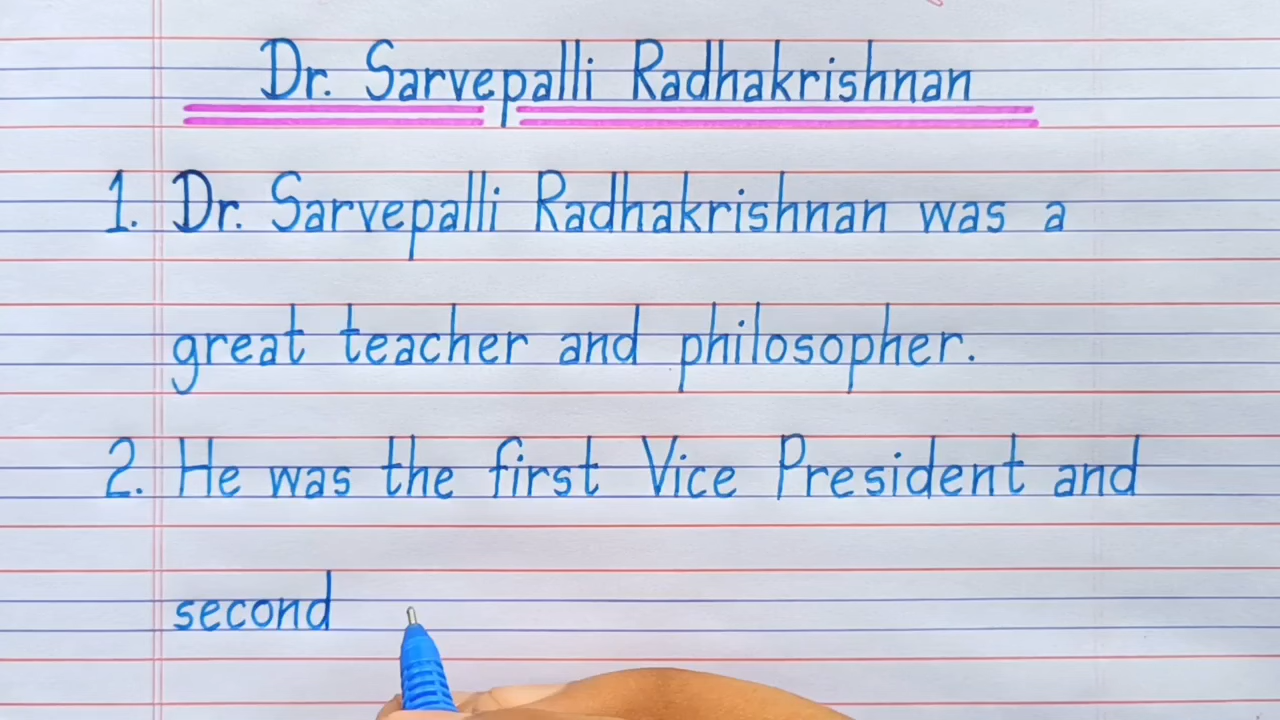 Dr. Sarvepalli Radhakrishnan
1. Dr. Sarvepalli Radhakrishnan was a
great teacher and philosopher.
2. He was the first Vice President and
second